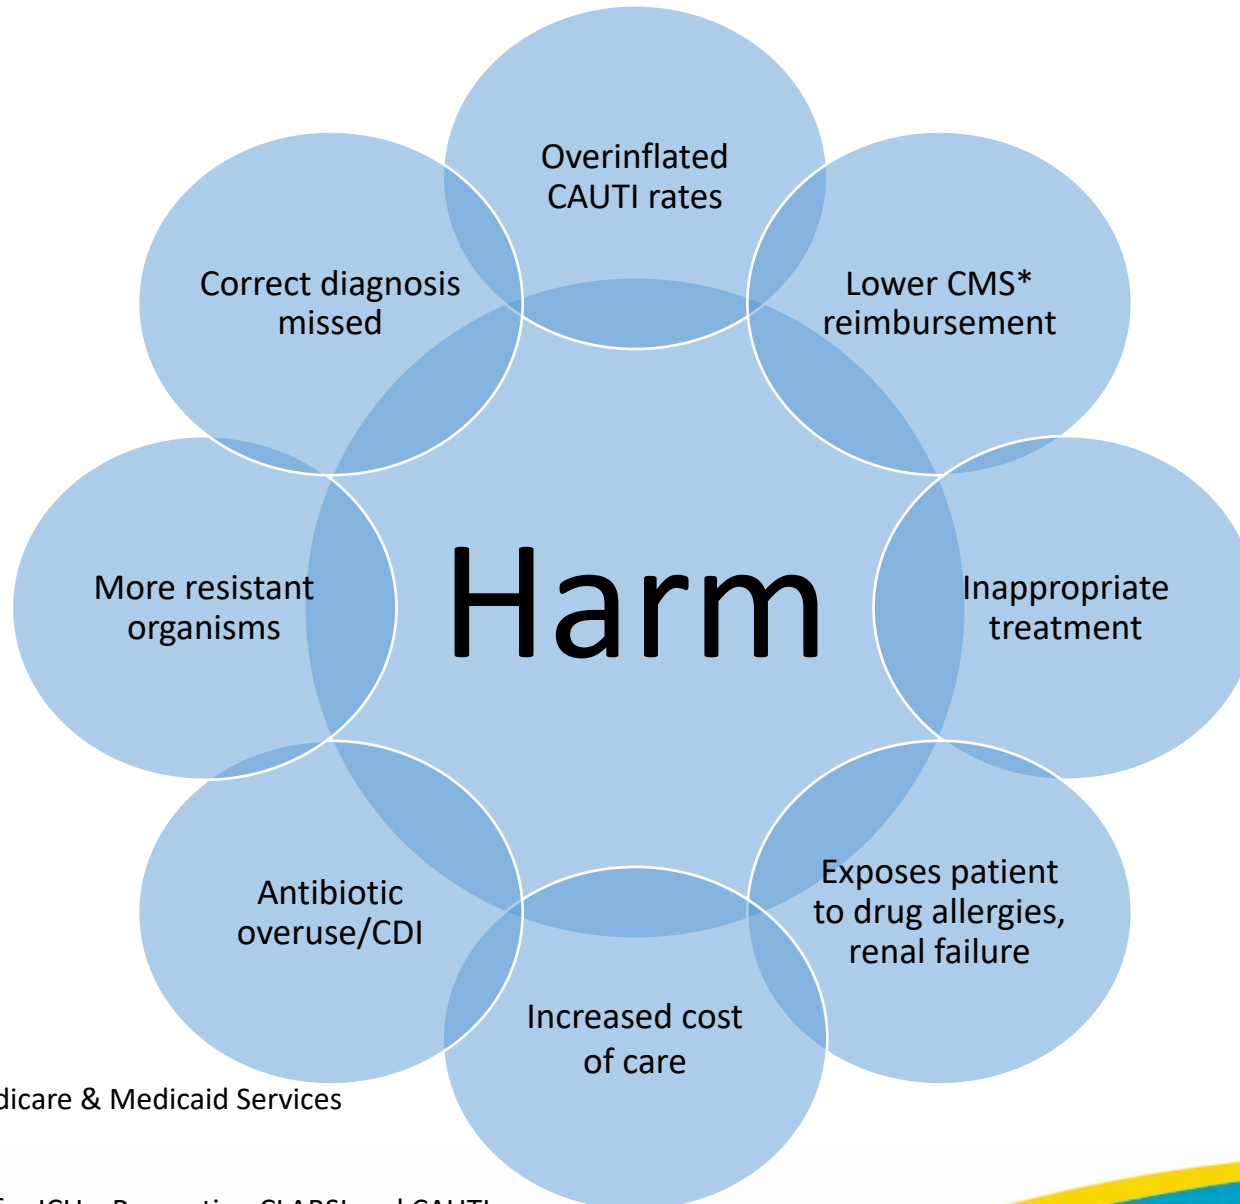 Overinflated
CAUTI rates
Lower CMS*
reimbursement
Inappropriate
treatment
Exposes patient
to drug allergies,
renal failure
Increased cost
of care
Antibiotic
overuse/CDI
More resistant
organisms
Correct diagnosis
missed
Harm
dicare & Medicaid Services